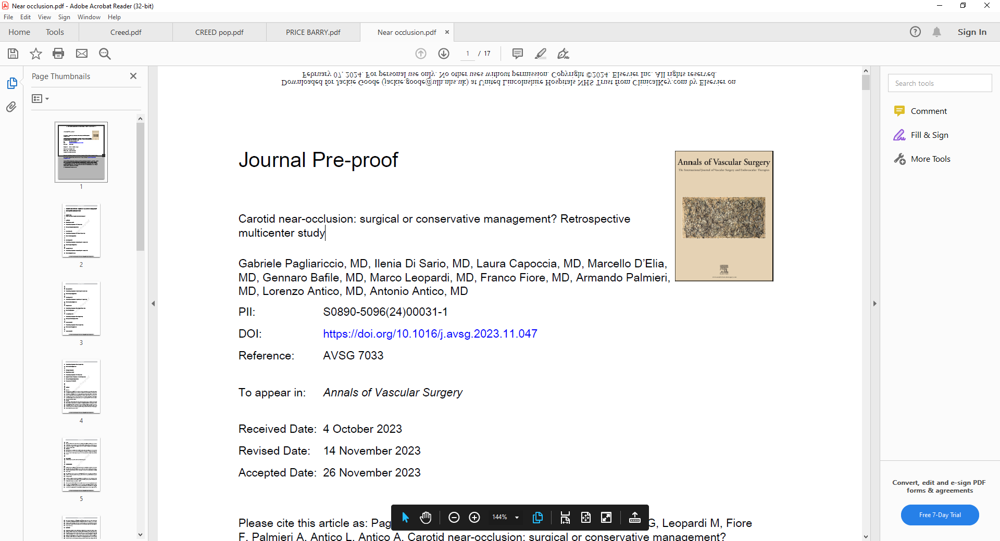 Near occlusion.pdf - Adobe Acrobat Reader (32-bit)
File Edit View Sign Window Help
Home Tools Creed.pdf CREED pop.pdf PRICE BARRY.pdf Near occlusion.pdf Sign In
1 / 17
Page Thumbnails
1
2
3
4
5
Downloaded for Jackie Goode (jackie.goode@ulh.nhs.uk) at United Lincolnshire Hospitals NHS Trust from ClinicalKey.com by Elsevier on
February 07, 2024. For personal use only. No other uses without permission. Copyright ©2024. Elsevier Inc. All rights reserved.
Journal Pre-proof
Annals of Vascular Surgery
The International Journal of Vascular Surgery and Endovascular Therapies
ELSEVIER
Carotid near-occlusion: surgical or conservative management? Retrospective
multicenter study
Gabriele Pagliariccio, MD, Ilenia Di Sario, MD, Laura Capoccia, MD, Marcello D’Elia,
MD, Gennaro Bafile, MD, Marco Leopardi, MD, Franco Fiore, MD, Armando Palmieri,
MD, Lorenzo Antico, MD, Antonio Antico, MD
PII: S0890-5096(24)00031-1
DOI: https://doi.org/10.1016/j.avsg.2023.11.047
Reference: AVSG 7033
To appear in: Annals of Vascular Surgery
Received Date: 4 October 2023
Revised Date: 14 November 2023
Accepted Date: 26 November 2023
Please cite this article as: Pag G, Leopardi M, Fiore
F, Palmieri A, Antico L, Antico A, Carotid near-occlusion: surgical or conservative management?
144%
Search tools
Comment
Fill & Sign
More Tools
Convert, edit and e-sign PDF
forms & agreements
Free 7-Day Trial